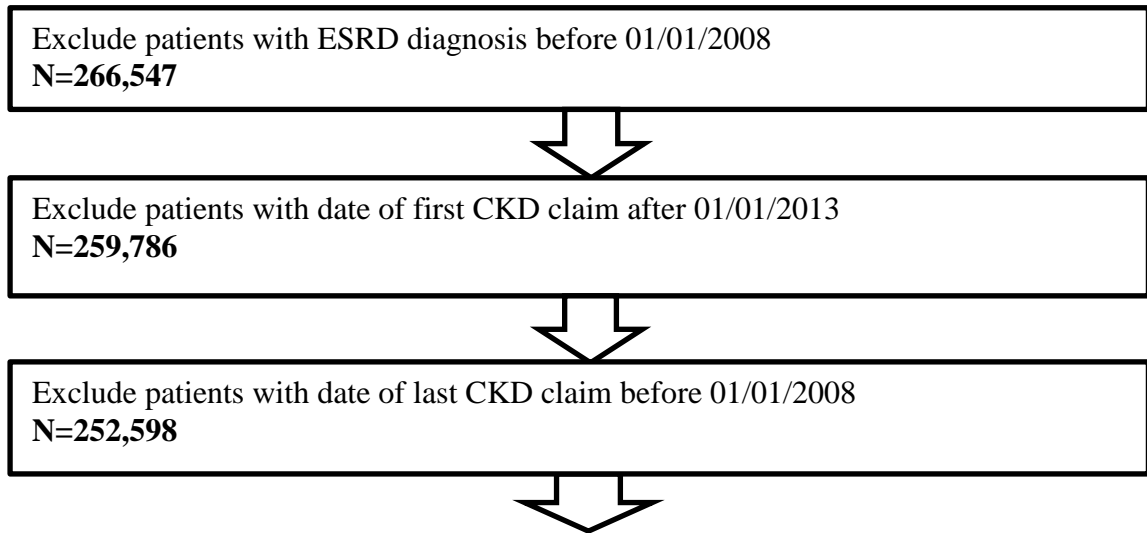 Exclude patients with ESRD diagnosis before 01/01/2008
N=266,547
Exclude patients with date of first CKD claim after 01/01/2013
N=259,786
Exclude patients with date of last CKD claim before 01/01/2008
N=252,598